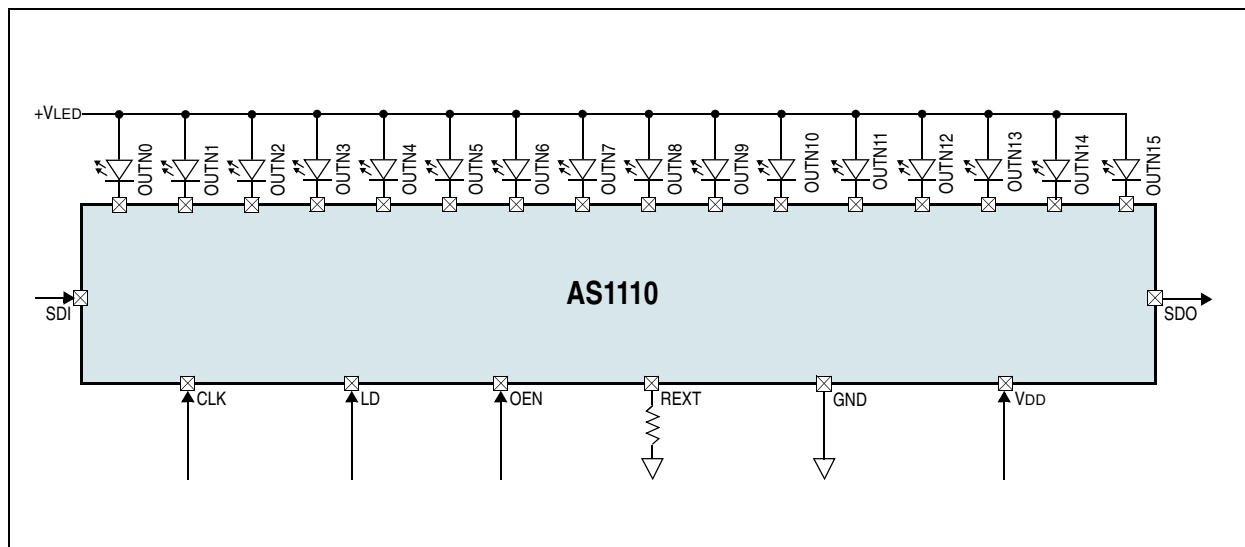 +VLED
OUTN0
OUTN1
OUTN2
OUTN3
OUTN4
OUTN5
OUTN6
OUTN7
OUTN8
OUTN9
OUTN10
OUTN11
OUTN12
OUTN13
OUTN14
OUTN15
AS1110
SDI
SDO
CLK
LD
OEN
REXT
GND
VDD